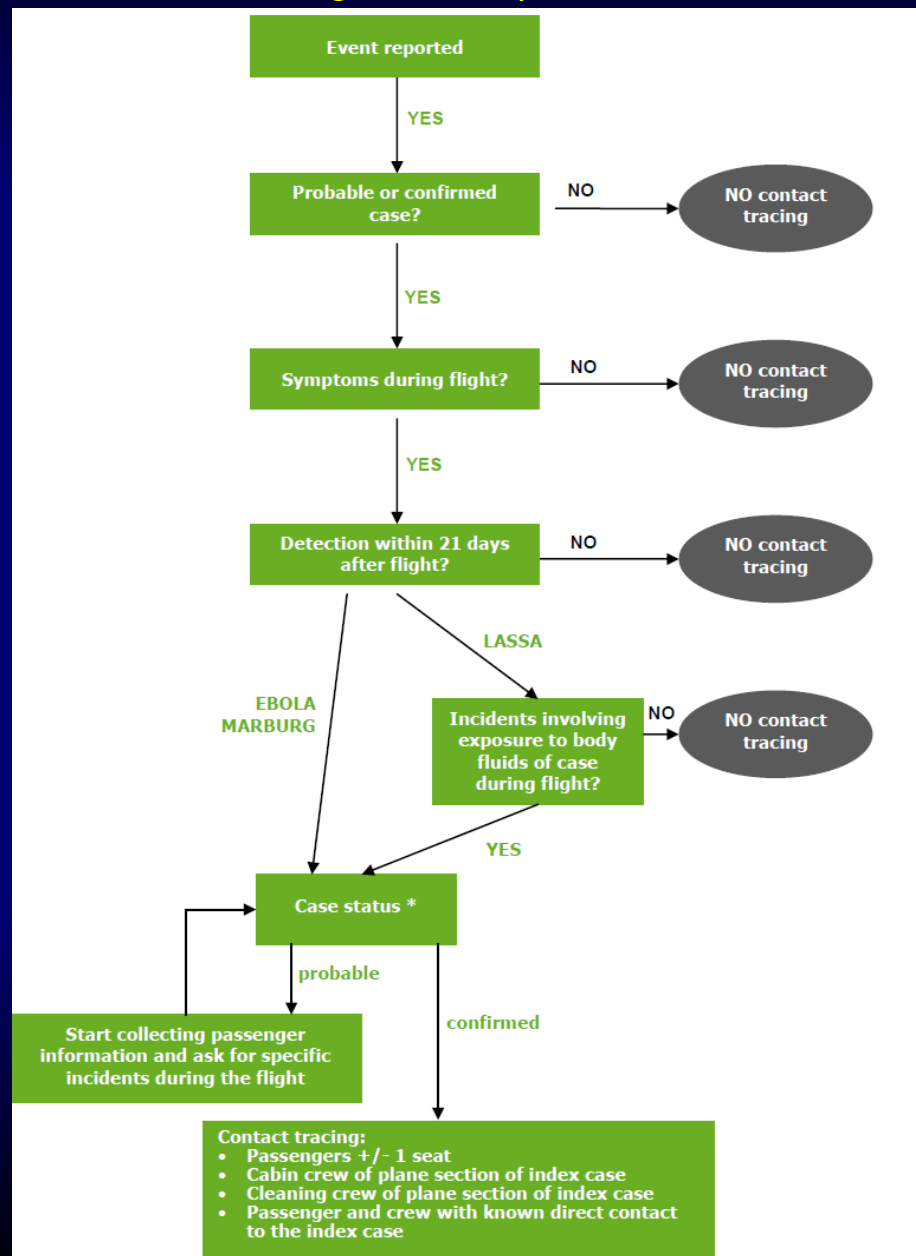 Event reported
YES
Probable or confirmed
case?
NO
NO contact
tracing
YES
Symptoms during flight?
NO
NO contact
tracing
YES
Detection within 21 days
after flight?
NO
NO contact
tracing
LASSA
EBOLA
MARBURG
Incidents involving
exposure to body
fluids of case
during flight?
NO
NO contact
tracing
YES
Case status *
probable
confirmed
Start collecting passenger
information and ask for specific
incidents during the flight
Contact tracing:
• Passengers +/- 1 seat
• Cabin crew of plane section of index case
• Cleaning crew of plane section of index case
• Passenger and crew with known direct contact
to the index case